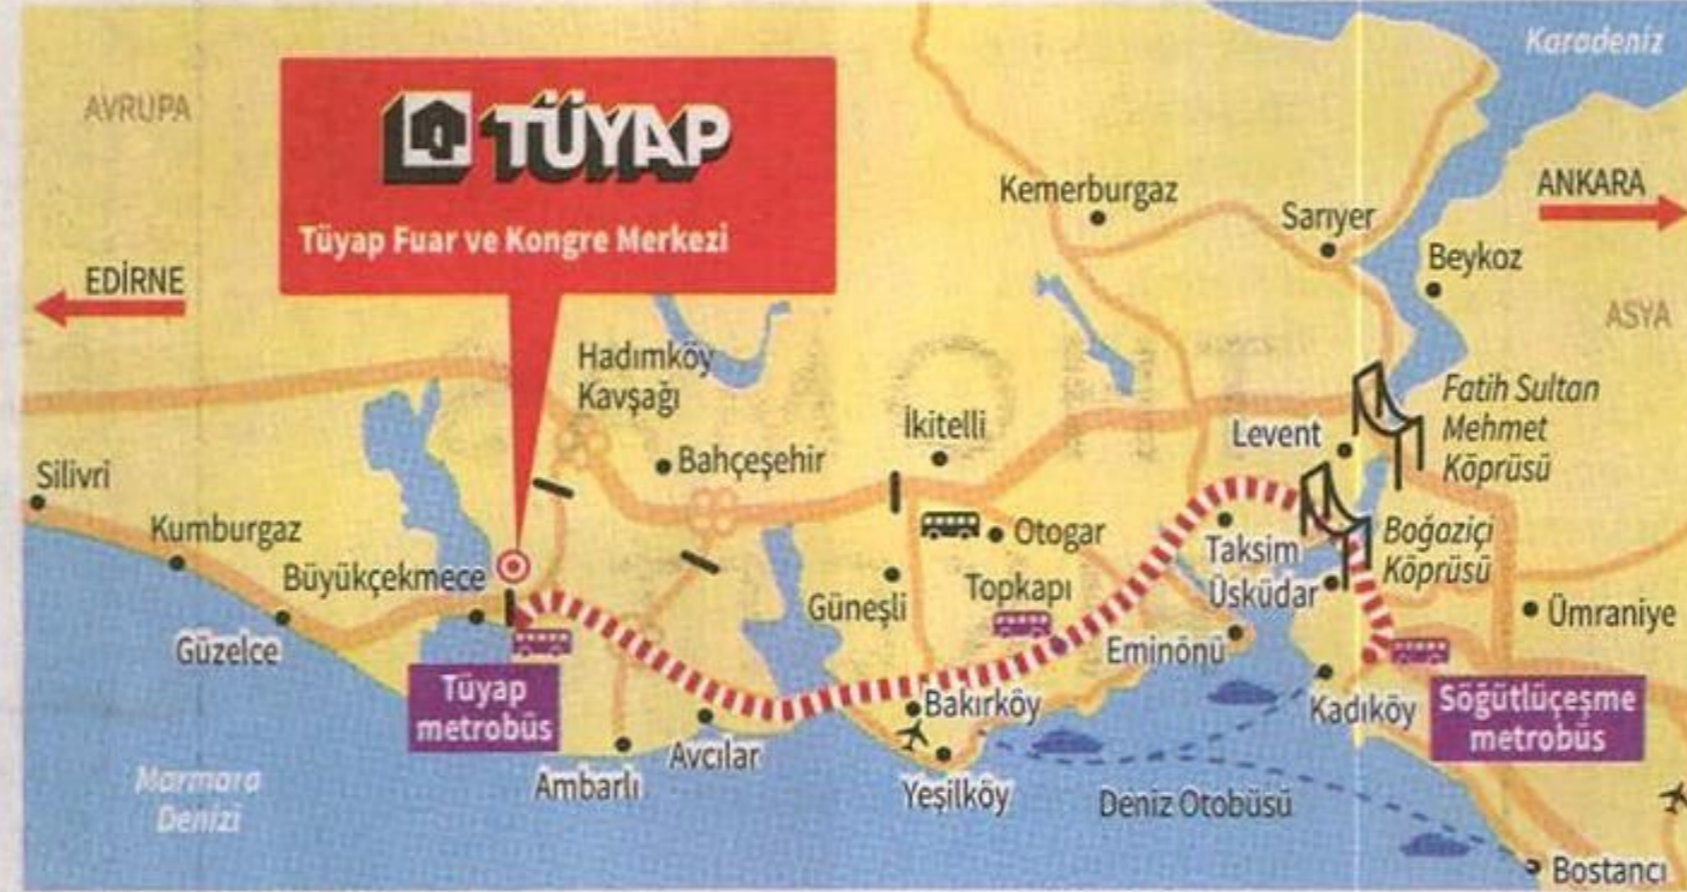 Karadeniz
AVRUPA
TÜYAP
Tüyap Fuar ve Kongre Merkezi
EDİRNE
Kemerburgaz
Sarıyer
ANKARA
Beykoz
ASYA
Hadımköy
Kavşağı
Bahçeşehir
İkitelli
Levent
Fatih Sultan
Mehmet
Köprüsü
Silivri
Kumburgaz
Büyükçekmece
Güzelce
Otogar
Güneşli
Topkapı
Taksim
Üsküdar
Boğaziçi
Köprüsü
Ümraniye
Eminönü
Tüyap
metrobüs
Bakırköy
Kadıköy
Söğütlüçeşme
metrobüs
Avcılar
Ambarlı
Yeşilköy
Deniz Otobüsü
Marmara
Denizi
Bostancı